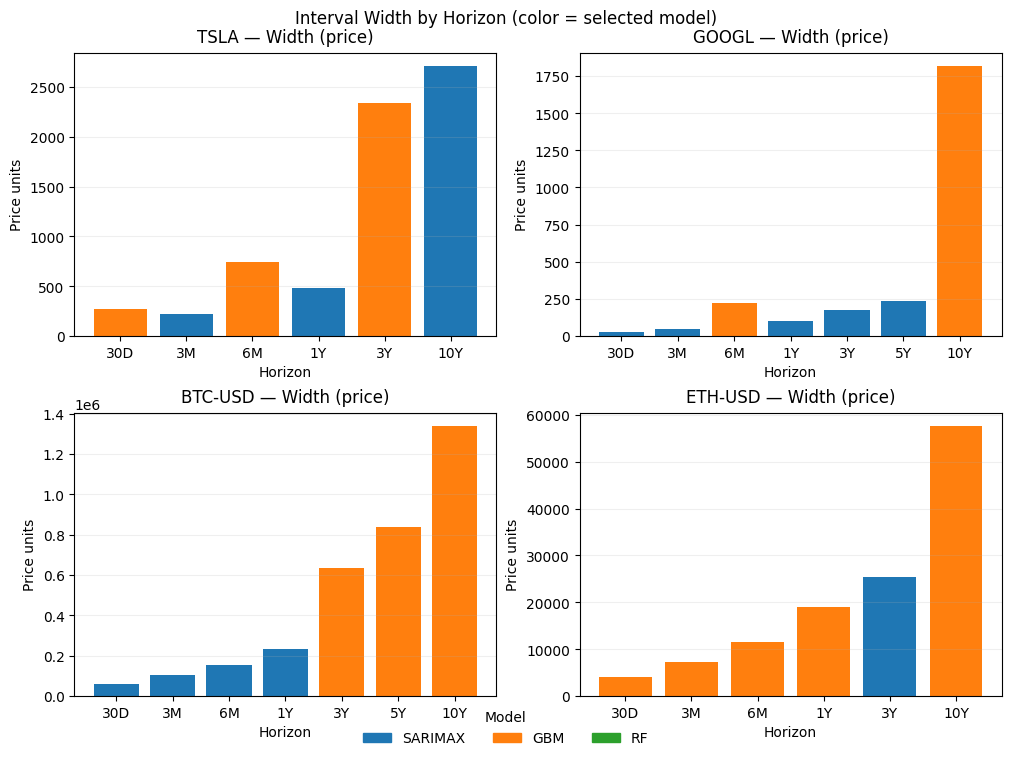 Interval Width by Horizon (color = selected model)
TSLA — Width (price)
Price units
2500
2000
1500
1000
500
0
30D 3M 6M 1Y 3Y 10Y
Horizon
GOOGL — Width (price)
Price units
1750
1500
1250
1000
750
500
250
0
30D 3M 6M 1Y 3Y 5Y 10Y
Horizon
BTC-USD — Width (price)
1e6
Price units
1.4
1.2
1.0
0.8
0.6
0.4
0.2
0.0
30D 3M 6M 1Y 3Y 5Y 10Y
Horizon
ETH-USD — Width (price)
Price units
60000
50000
40000
30000
20000
10000
0
30D 3M 6M 1Y 3Y 10Y
Horizon
Model
SARIMAX GBM RF